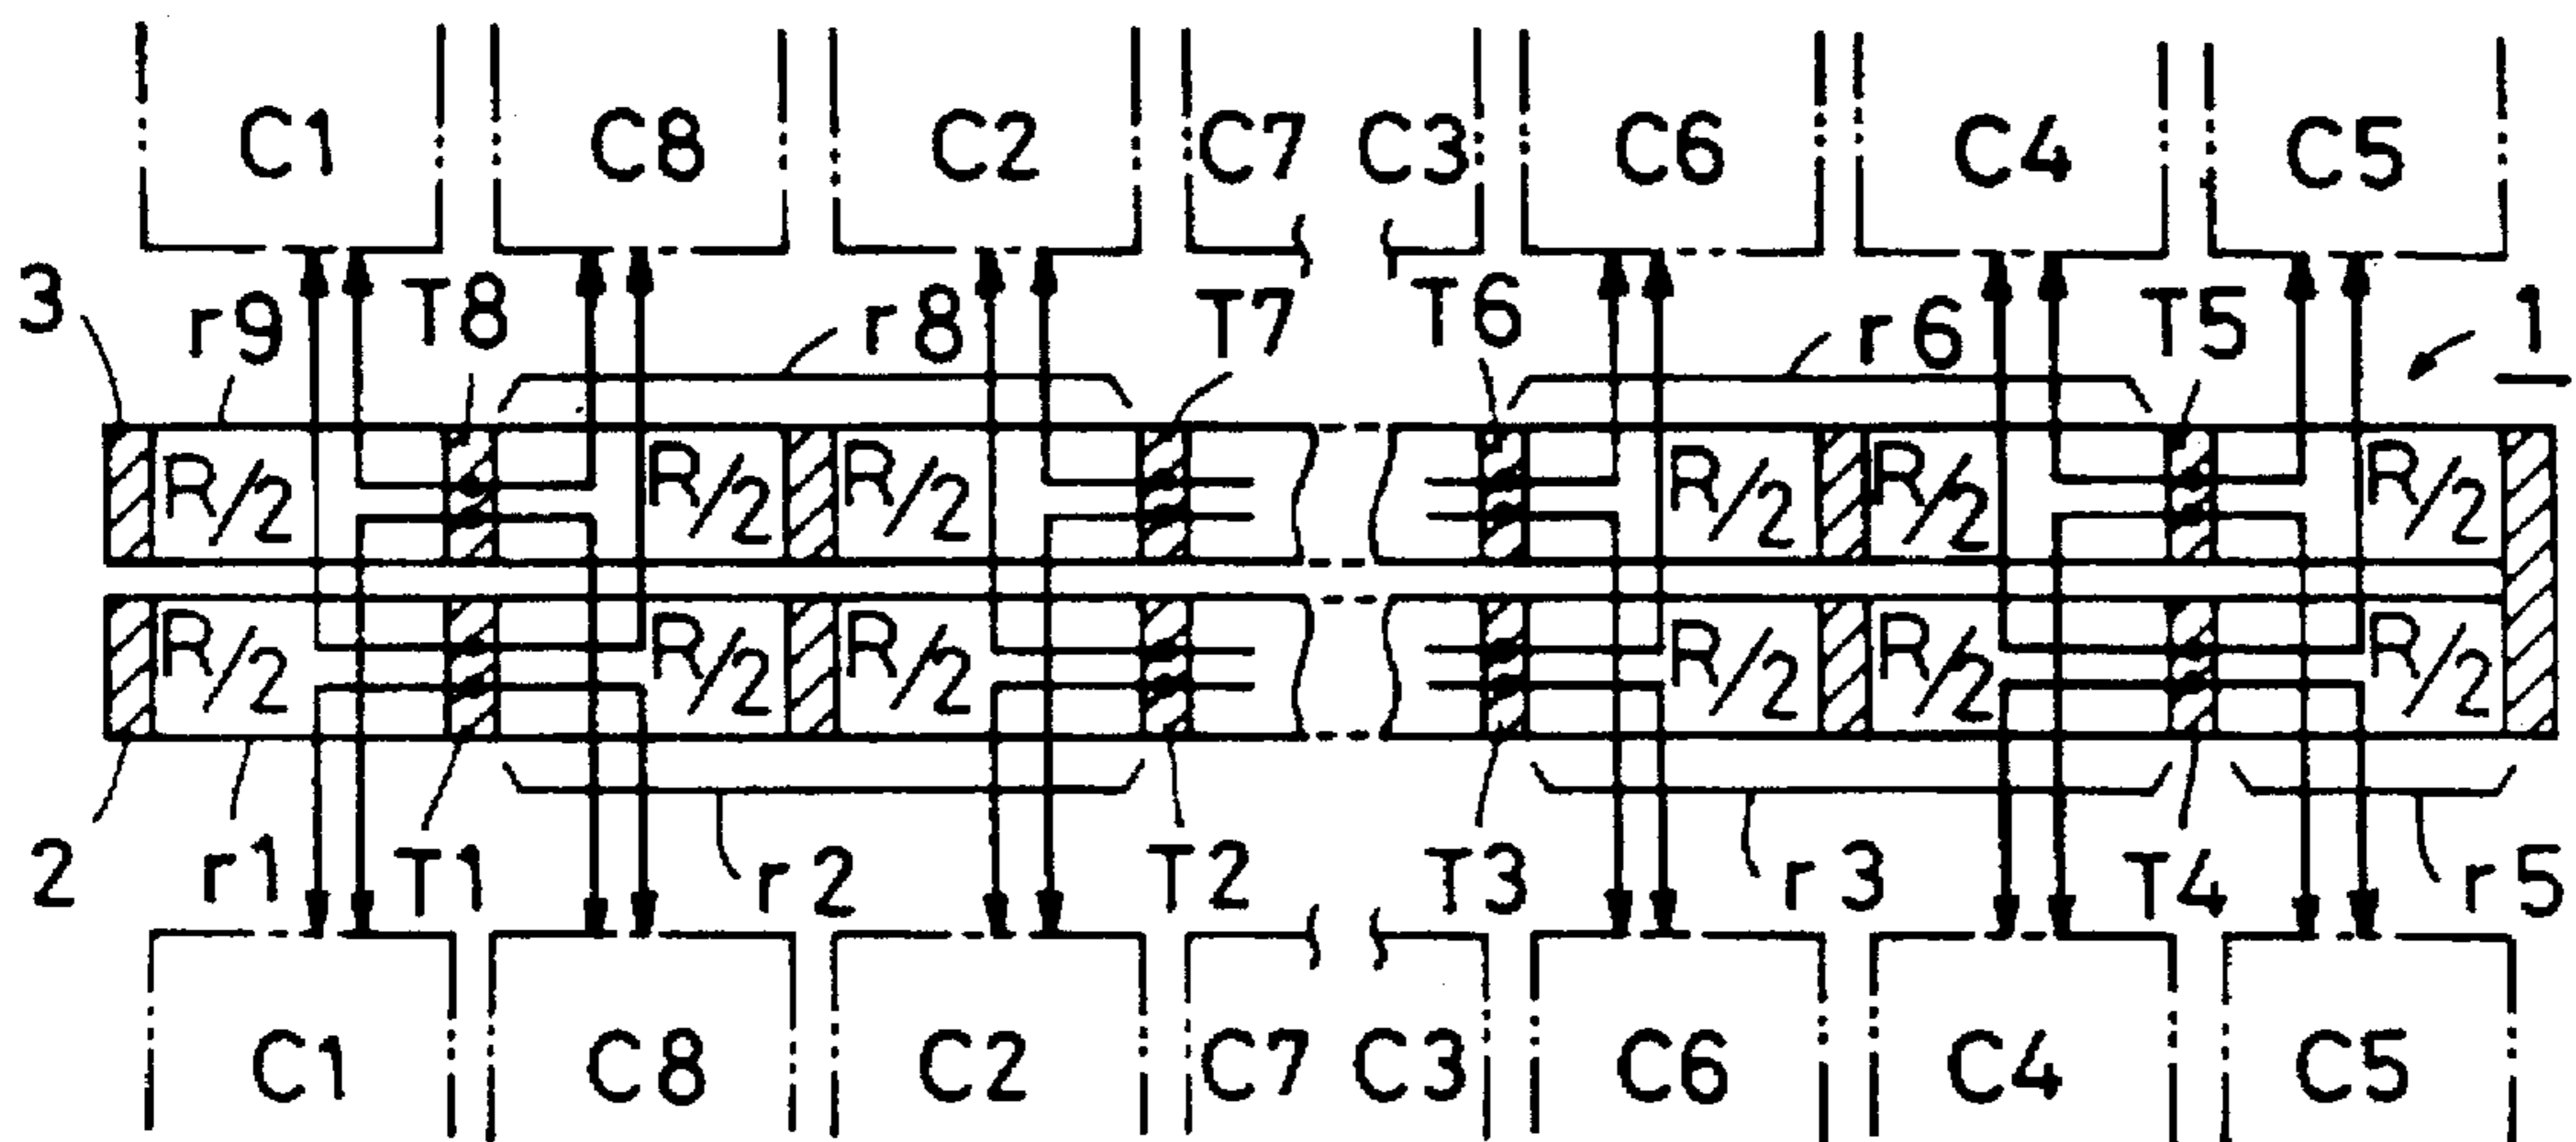 C1 C8 C2 C7 C3 C6 C4 C5
3 r9 T8 r8 T7 T6 r6 T5 1
R/2 R/2 R/2 R/2 R/2 R/2
R/2 R/2 R/2 R/2 R/2 R/2
2 r1 T1 r2 T2 T3 r3 T4 r5
C1 C8 C2 C7 C3 C6 C4 C5